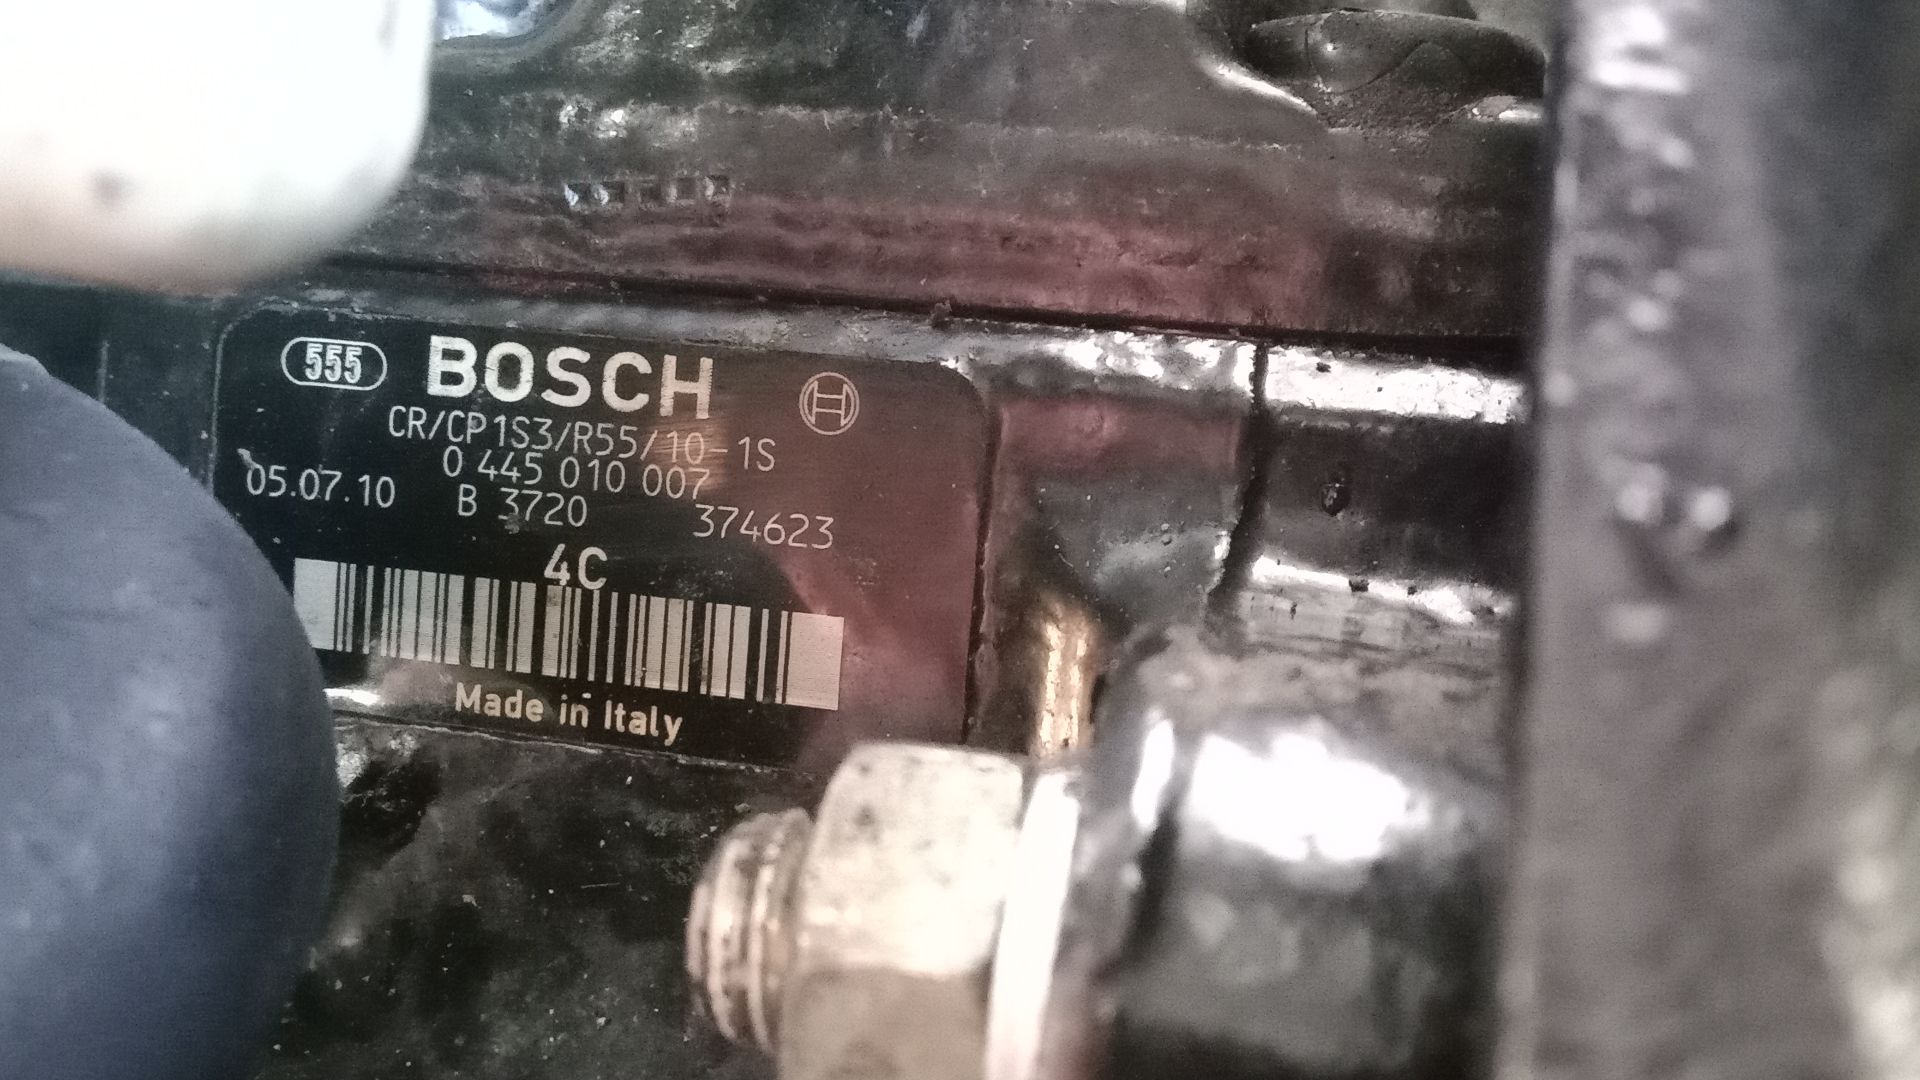 555 BOSCH
CR/CP1S3/R55/10-1S
0 445 010 007
05.07.10 B 3720 374623
4C
Made in Italy